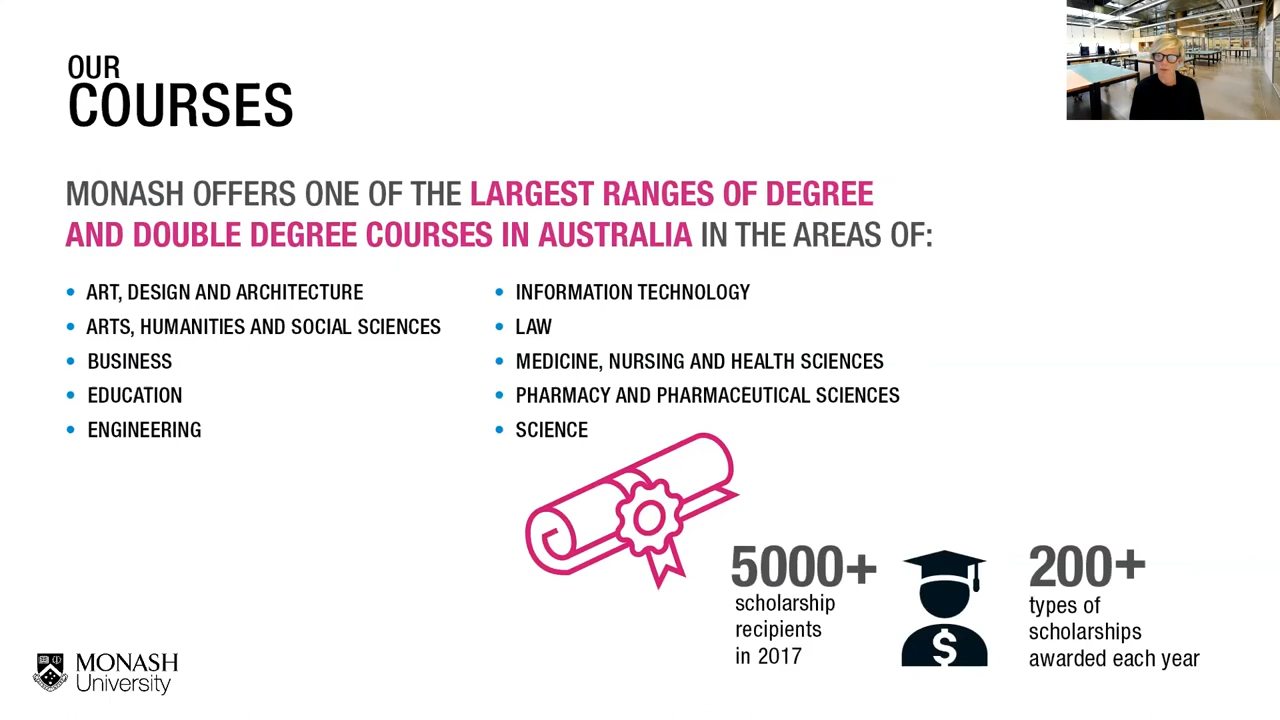 OUR
COURSES
MONASH OFFERS ONE OF THE LARGEST RANGES OF DEGREE
AND DOUBLE DEGREE COURSES IN AUSTRALIA IN THE AREAS OF:
• ART, DESIGN AND ARCHITECTURE
• ARTS, HUMANITIES AND SOCIAL SCIENCES
• BUSINESS
• EDUCATION
• ENGINEERING
• INFORMATION TECHNOLOGY
• LAW
• MEDICINE, NURSING AND HEALTH SCIENCES
• PHARMACY AND PHARMACEUTICAL SCIENCES
• SCIENCE
5000+
scholarship
recipients
in 2017
$
200+
types of
scholarships
awarded each year
MONASH
University